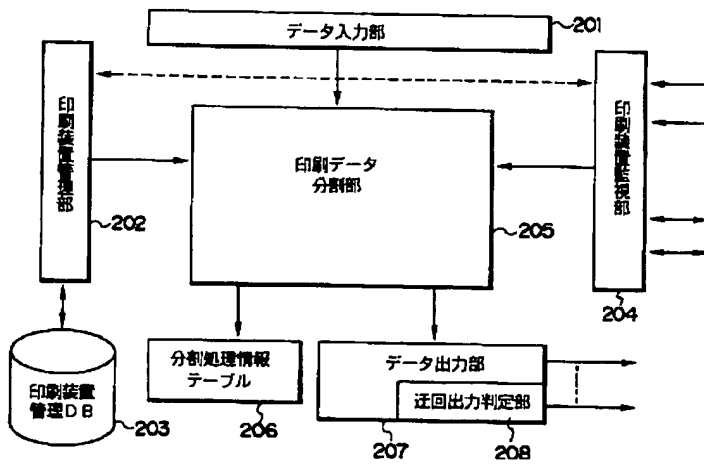 データ入力部
201
印刷装置管理部
202
印刷データ
分割部
205
印刷装置監視部
204
印刷装置
管理DB
203
分割処理情報
テーブル
206
データ出力部
迂回出力判定部
207
208